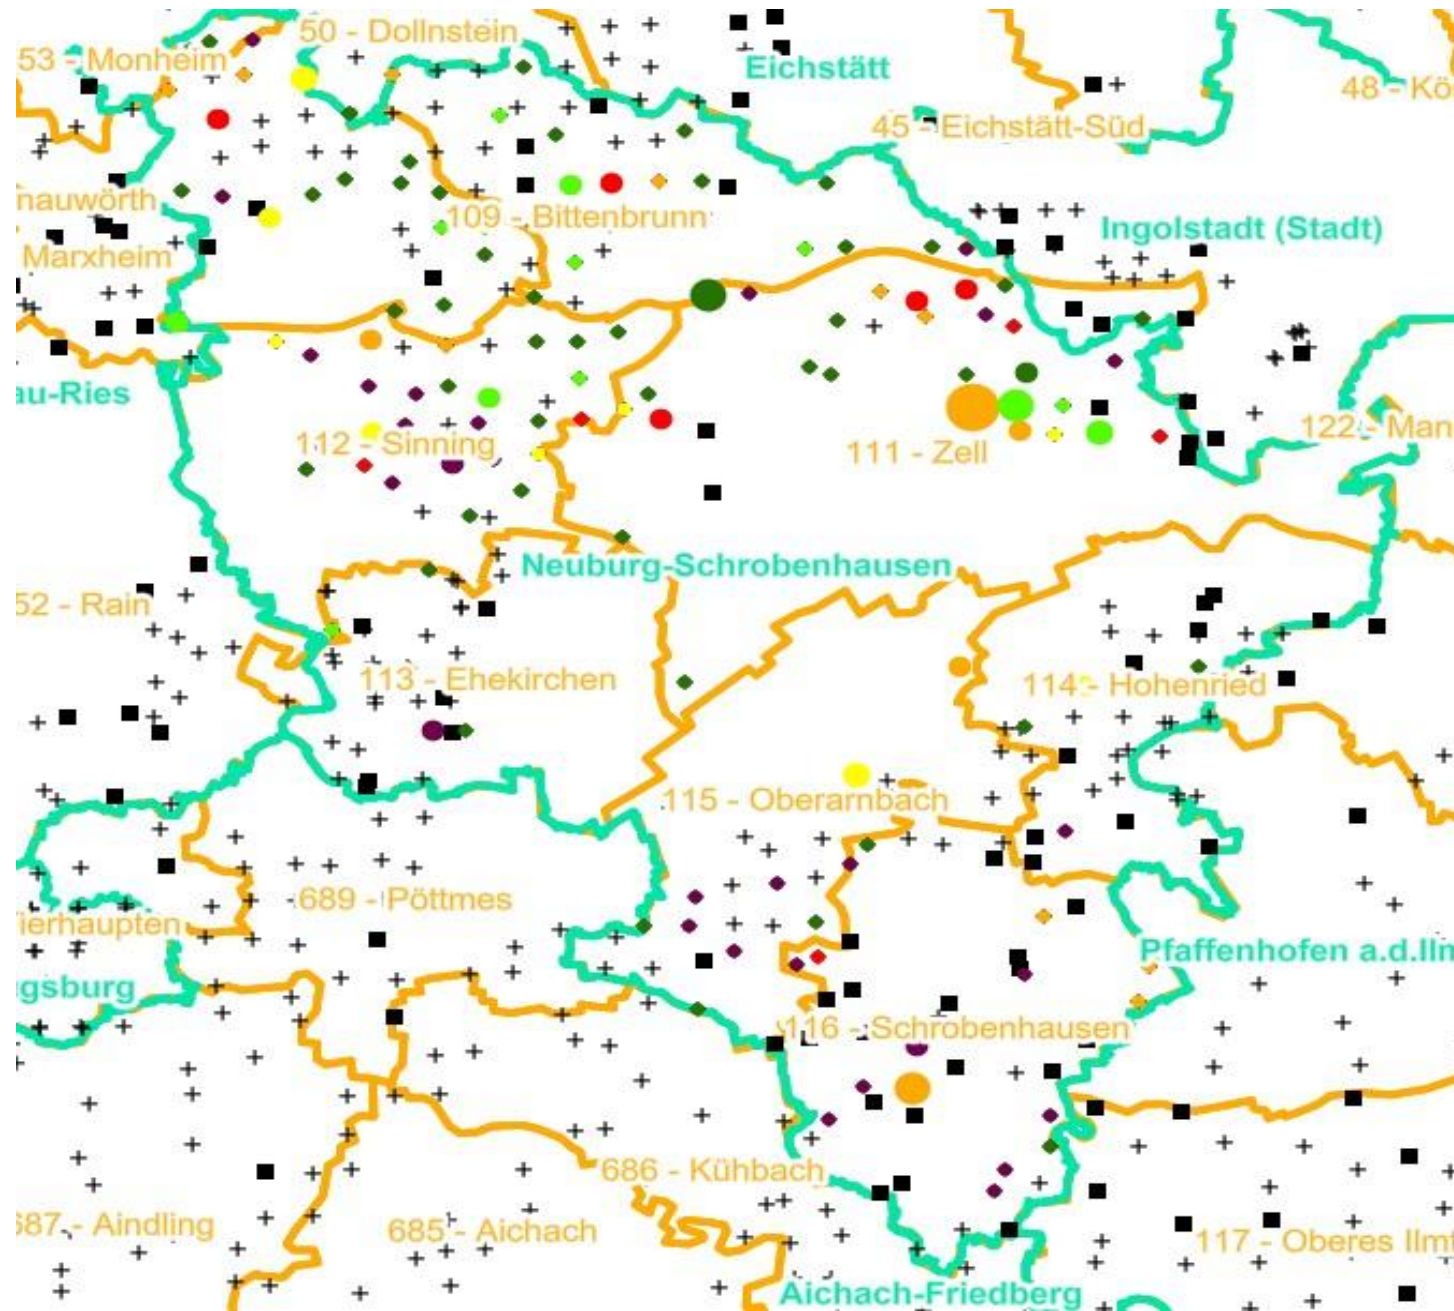 50 - Dollnstein
53 - Monheim
Eichstätt
48 - Kö
45 - Eichstätt-Süd
nauwörth
109 - Bittenbrunn
Ingolstadt (Stadt)
Marxheim
au-Ries
122 - Man
112 - Sinning
111 - Zell
Neuburg-Schrobenhausen
52 - Rain
113 - Ehekirchen
114 - Hohenried
115 - Oberarnbach
689 - Pöttmes
ierhaupten
Pfaffenhofen a.d.Ilm
gsburg
116 - Schrobenhausen
686 - Kühbach
687 - Aindling
685 - Aichach
117 - Oberes Ilmt
Aichach-Friedberg